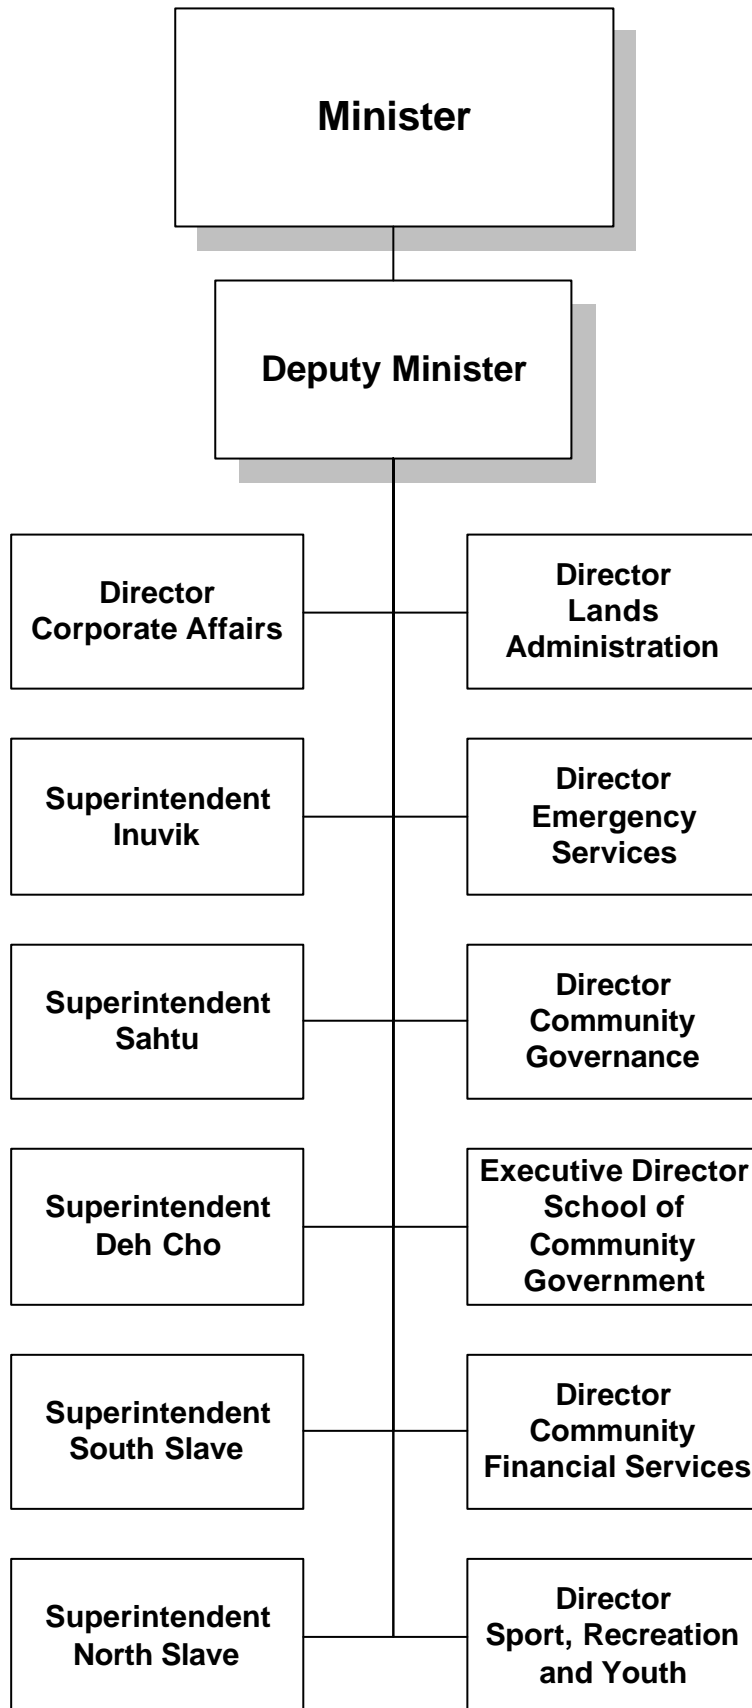 Minister
Deputy Minister
Director
Corporate Affairs
Director
Lands
Administration
Superintendent
Inuvik
Director
Emergency
Services
Superintendent
Sahtu
Director
Community
Governance
Superintendent
Deh Cho
Executive Director
School of
Community
Government
Superintendent
South Slave
Director
Community
Financial Services
Superintendent
North Slave
Director
Sport, Recreation
and Youth